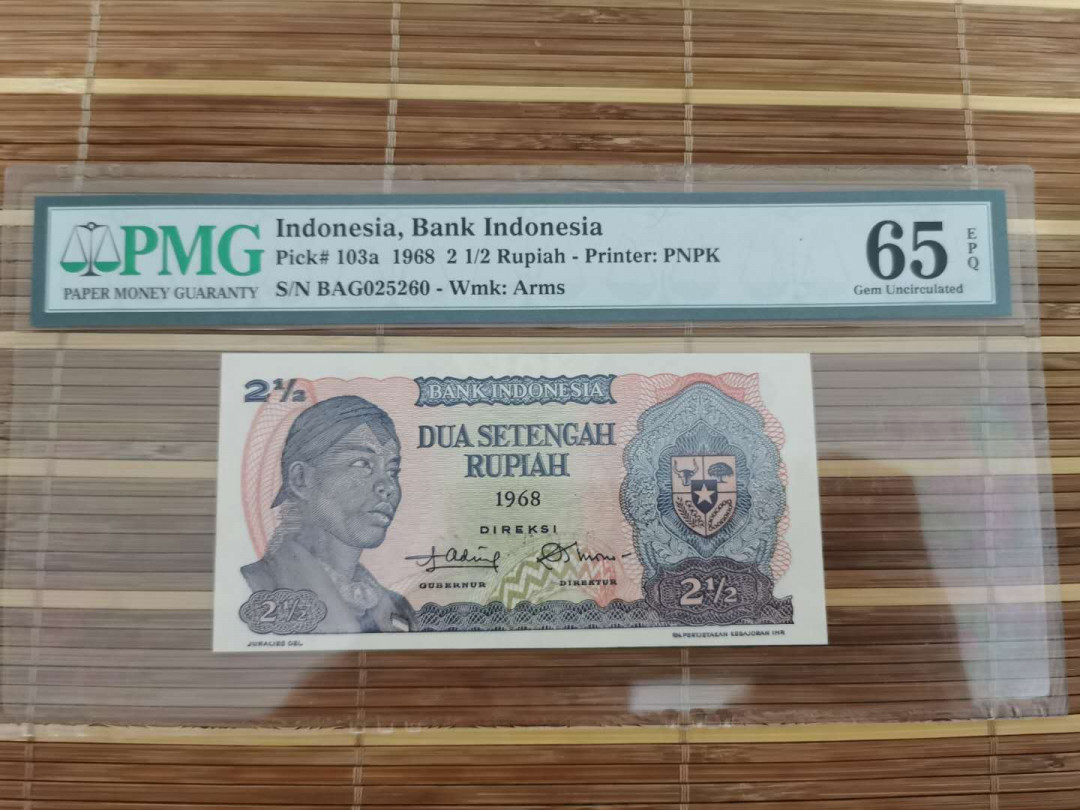 PMG
PAPER MONEY GUARANTY
Indonesia, Bank Indonesia
Pick# 103a 1968 2 1/2 Rupiah - Printer: PNPK
S/N BAG025260 - Wmk: Arms
65
EPQ
Gem Uncirculated
2½
BANK INDONESIA
DUA SETENGAH
RUPIAH
1968
DIREKSI
GUBERNUR DIREKTUR
2½
2½
JUNALIES DEL.